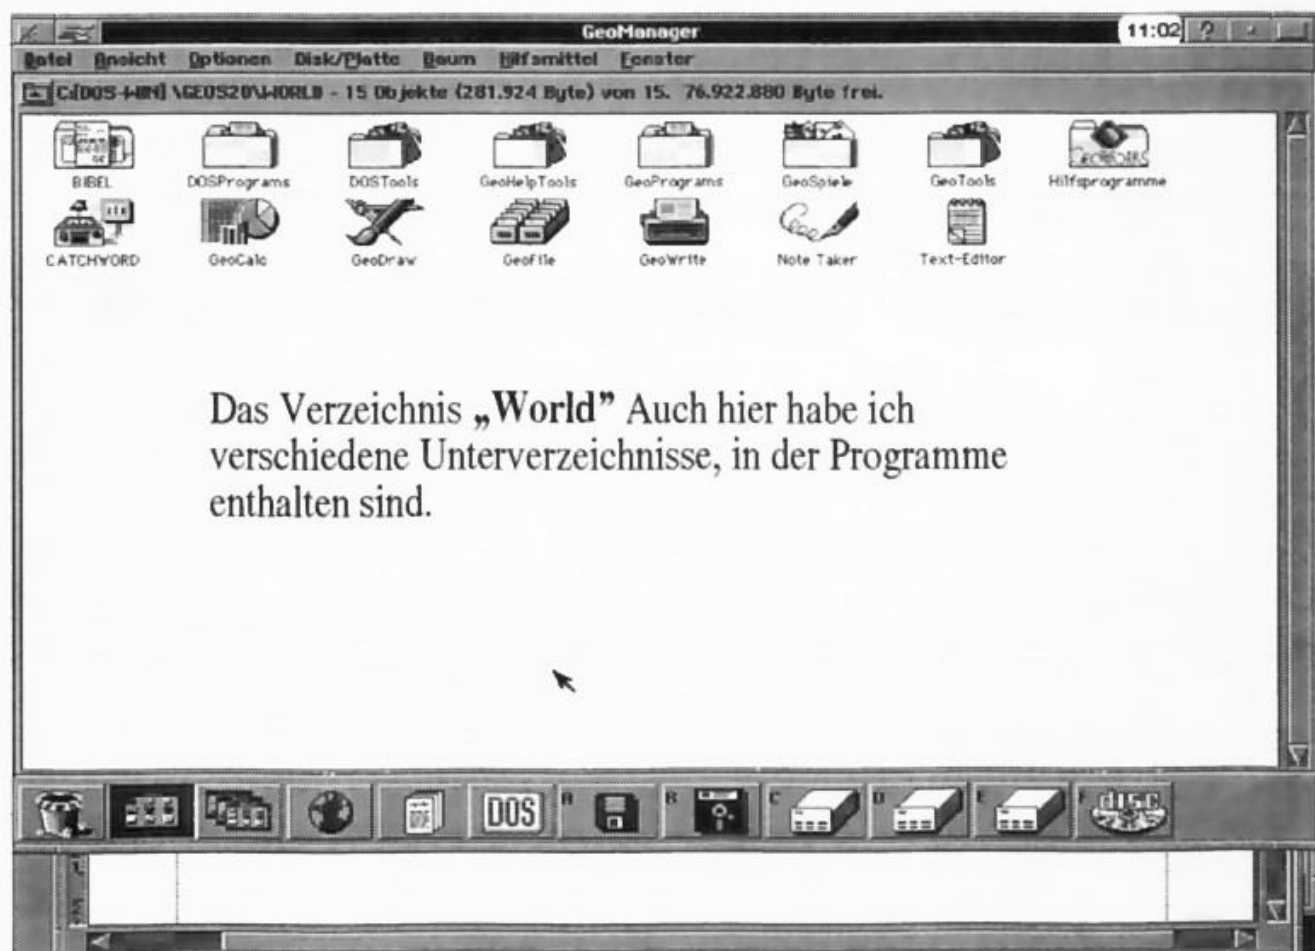 GeoManager
11:02 ?
Datei Ansicht Optionen Disk/Platte Baum Hilfsmittel Fenster
C:[DOS-WIN] \GEOS20\WORLD - 15 Objekte (281.924 Byte) von 15. 76.922.880 Byte frei.
BIBEL DOSPrograms DOSTools GeoHelpTools GeoPrograms GeoSpiele GeoTools Hilfsprogramme
CATCHWORD GeoCalc GeoDraw GeoFile GeoWrite Note Taker Text-Editor
Das Verzeichnis „World” Auch hier habe ich
verschiedene Unterverzeichnisse, in der Programme
enthalten sind.
DOS A B C D E F disc